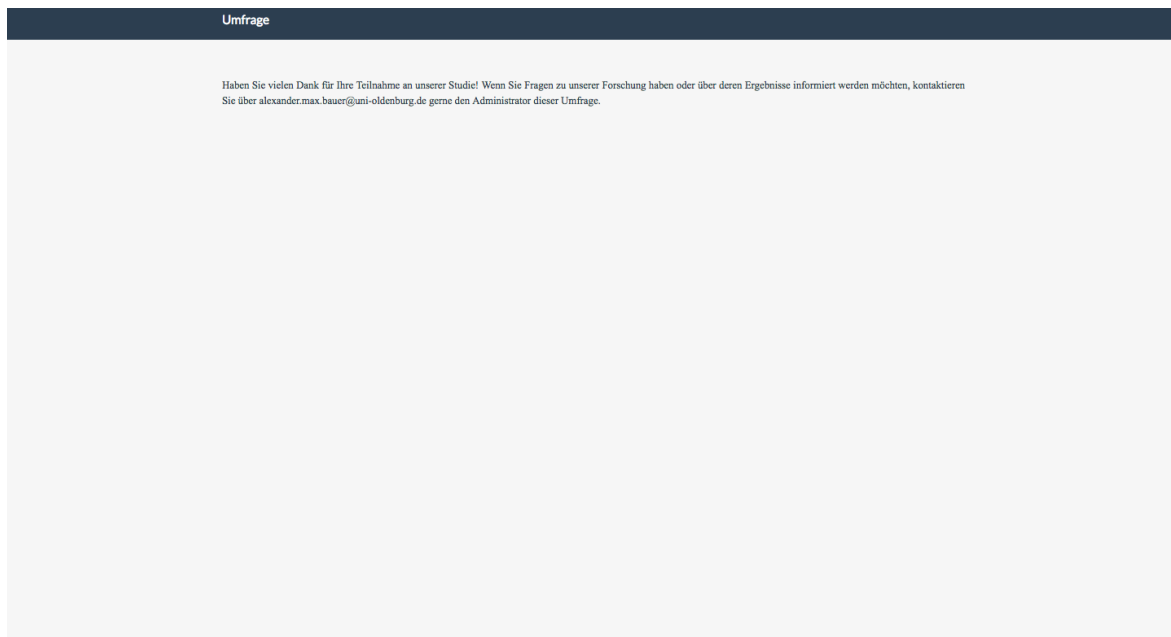 Umfrage
Haben Sie vielen Dank für Ihre Teilnahme an unserer Studie! Wenn Sie Fragen zu unserer Forschung haben oder über deren Ergebnisse informiert werden möchten, kontaktieren
Sie über alexander.max.bauer@uni-oldenburg.de gerne den Administrator dieser Umfrage.